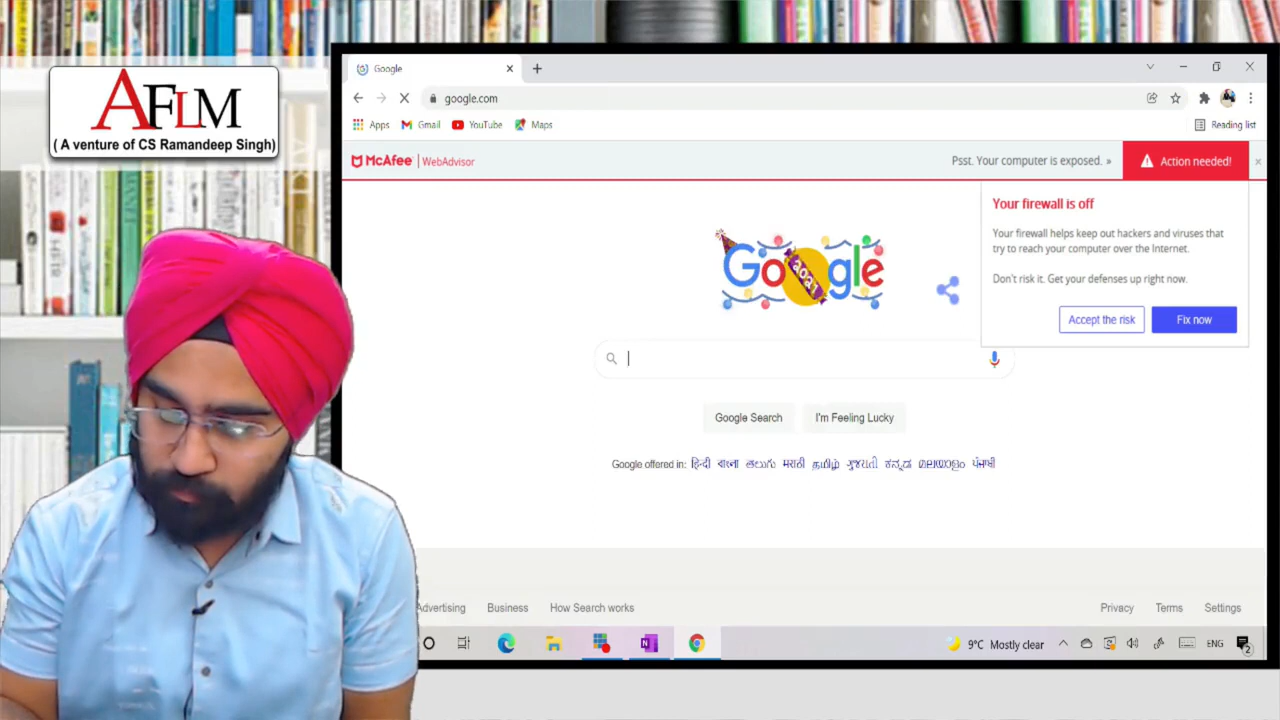 AFLM
( A venture of CS Ramandeep Singh)
Google
google.com
Apps
Gmail
YouTube
Maps
Reading list
McAfee | WebAdvisor
Psst. Your computer is exposed. »
Action needed!
Your firewall is off
Your firewall helps keep out hackers and viruses that
try to reach your computer over the Internet.
Don't risk it. Get your defenses up right now.
Accept the risk
Fix now
Google
2021
Google Search
I'm Feeling Lucky
Google offered in: हिन्दी বাংলা తెలుగు मराठी தமிழ் ગુજરાતી ಕನ್ನಡ മലയാളം ਪੰਜਾਬੀ
Advertising
Business
How Search works
Privacy
Terms
Settings
9°C Mostly clear
ENG
2